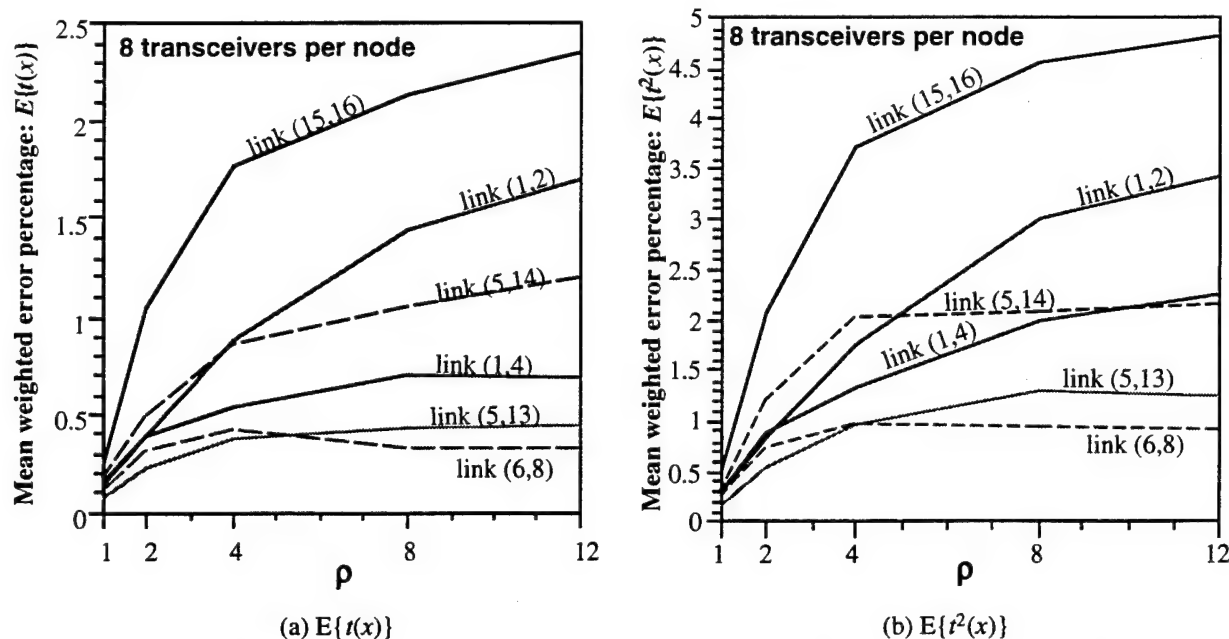 8 transceivers per node
Mean weighted error percentage: E{t(x)}
2.5
2
1.5
1
0.5
0
link (15,16)
link (1,2)
link (5,14)
link (1,4)
link (5,13)
link (6,8)
1 2 4 8 12
ρ
(a) E{t(x)}
8 transceivers per node
Mean weighted error percentage: E{t²(x)}
5
4.5
4
3.5
3
2.5
2
1.5
1
0.5
0
link (15,16)
link (1,2)
link (5,14)
link (1,4)
link (5,13)
link (6,8)
1 2 4 8 12
ρ
(b) E{t²(x)}